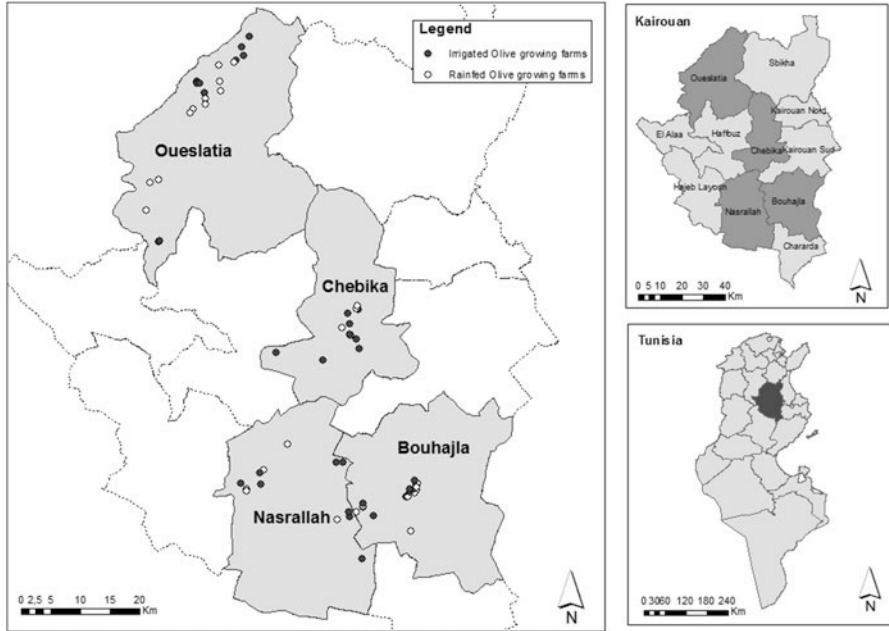 Legend
Irrigated Olive growing farms
Rainfed Olive growing farms
Oueslatia
Chebika
Bouhajla
Nasrallah
0 2,5 5 10 15 20
Km
N
Kairouan
Sbikha
Oueslatia
Kairouan Nord
El Alaa
Haffouz
Chebika
Kairouan Sud
Hajeb Layoun
Nasrallah
Bouhajla
Chararda
0 5 10 20 30 40
Km
N
Tunisia
0 30 60 120 180 240
Km
N